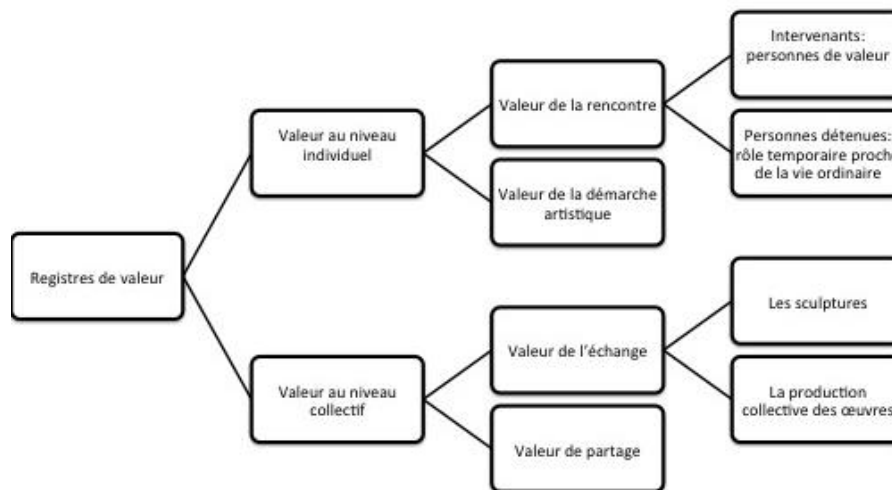 Intervenants:
personnes de valeur
Valeur de la rencontre
Valeur au niveau
individuel
Personnes détenues:
rôle temporaire proche
de la vie ordinaire
Valeur de la démarche
artistique
Registres de valeur
Les sculptures
Valeur de l’échange
Valeur au niveau
collectif
La production
collective des œuvres
Valeur de partage